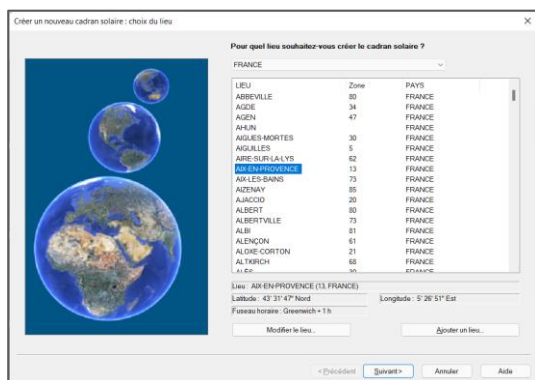 Créer un nouveau cadran solaire : choix du lieu
Pour quel lieu souhaitez-vous créer le cadran solaire ?
FRANCE
LIEU Zone PAYS
ABBEVILLE 80 FRANCE
AGDE 34 FRANCE
AGEN 47 FRANCE
AHUN FRANCE
AIGUES-MORTES 30 FRANCE
AIGUILLES 5 FRANCE
AIRE-SUR-LA-LYS 62 FRANCE
AIX-EN-PROVENCE 13 FRANCE
AIX-LES-BAINS 73 FRANCE
AIZENAY 85 FRANCE
AJACCIO 20 FRANCE
ALBERT 80 FRANCE
ALBERTVILLE 73 FRANCE
ALBI 81 FRANCE
ALENÇON 61 FRANCE
ALOXE-CORTON 21 FRANCE
ALTKIRCH 68 FRANCE
ALÈS 30 FRANCE
Lieu : AIX-EN-PROVENCE (13, FRANCE)
Latitude : 43° 31' 47" Nord Longitude : 5° 26' 51" Est
Fuseau horaire : Greenwich + 1 h
Modifier le lieu... Ajouter un lieu...
< Précédent Suivant > Annuler Aide